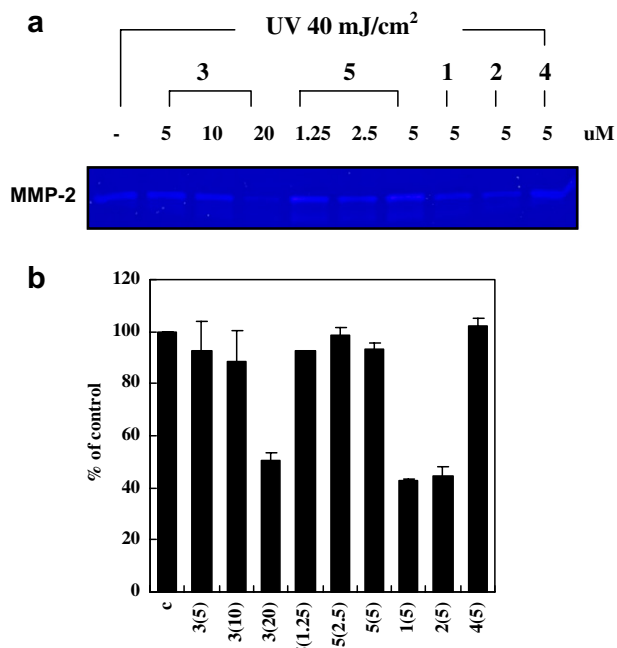 a
UV 40 mJ/cm²
3 5 1 2 4
- 5 10 20 1.25 2.5 5 5 5 5 uM
MMP-2
b
% of control
120
100
80
60
40
20
0
c 3(5) 3(10) 3(20) (1.25) 5(2.5) 5(5) 1(5) 2(5) 4(5)